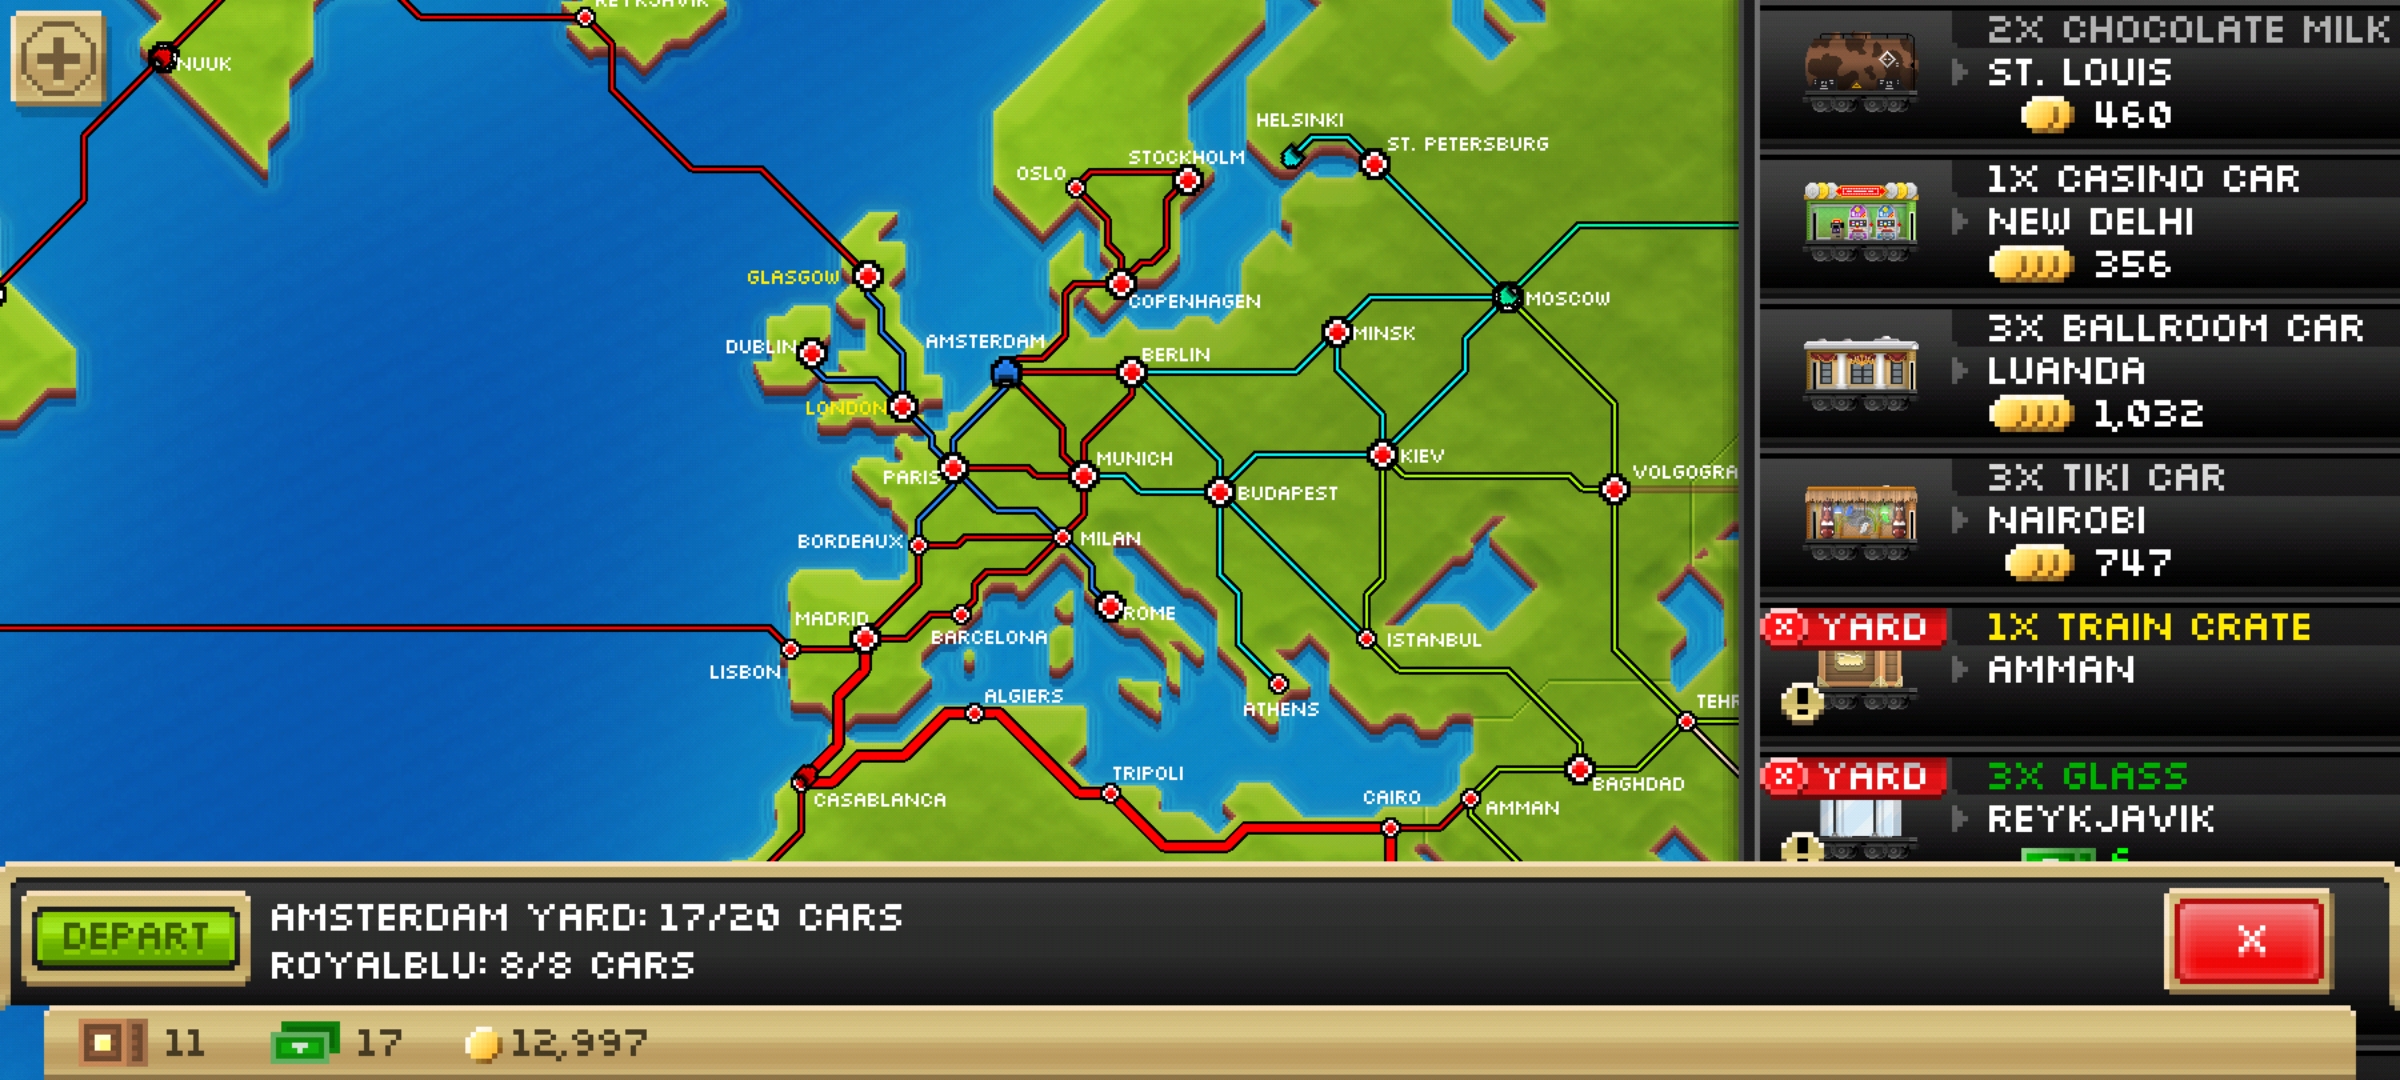 REYKJAVIK
NUUK
HELSINKI
ST. PETERSBURG
STOCKHOLM
OSLO
GLASGOW
COPENHAGEN
MOSCOW
DUBLIN
AMSTERDAM
BERLIN
MINSK
LONDON
PARIS
MUNICH
KIEV
VOLGOGRA
BUDAPEST
BORDEAUX
MILAN
MADRID
ROME
BARCELONA
ISTANBUL
LISBON
ALGIERS
ATHENS
TEHR
TRIPOLI
CASABLANCA
CAIRO
AMMAN
BAGHDAD
2X CHOCOLATE MILK
ST. LOUIS
460
1X CASINO CAR
NEW DELHI
356
3X BALLROOM CAR
LUANDA
1,032
3X TIKI CAR
NAIROBI
747
X YARD
1X TRAIN CRATE
AMMAN
X YARD
3X GLASS
REYKJAVIK
DEPART
AMSTERDAM YARD: 17/20 CARS
ROYALBLU: 8/8 CARS
X
11
17
12,997